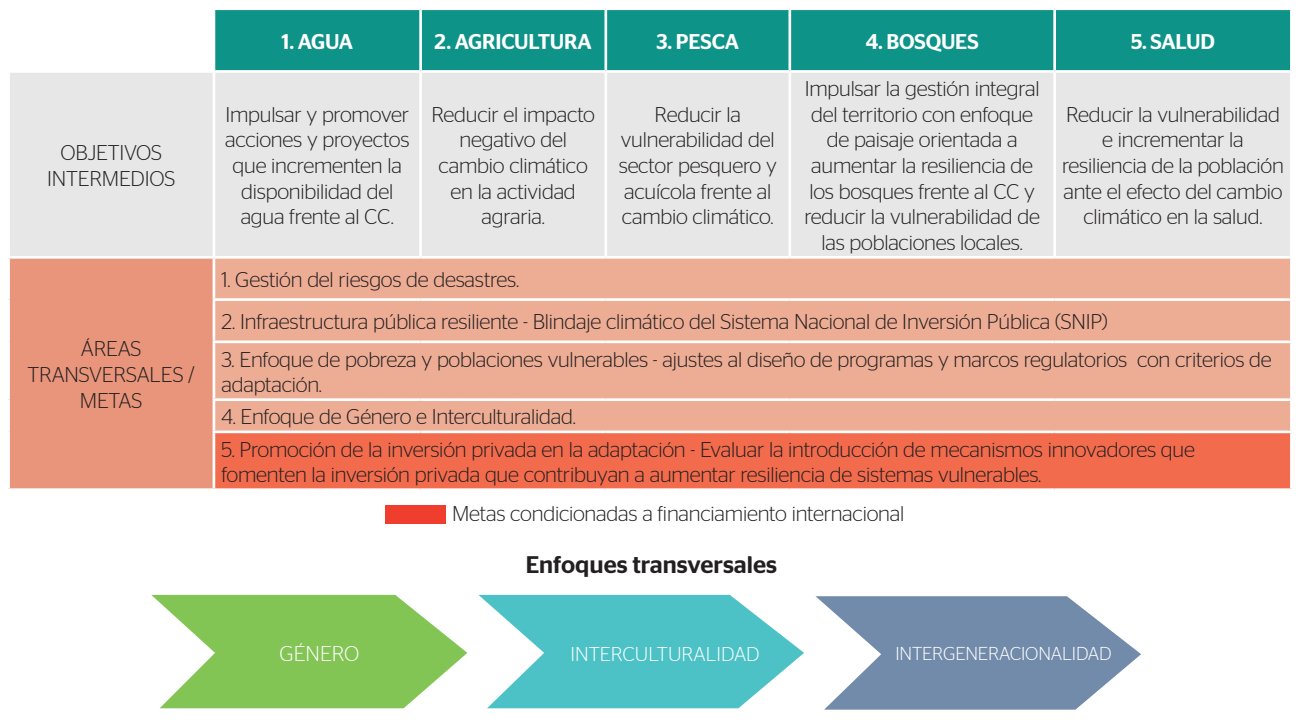 1. AGUA
2. AGRICULTURA
3. PESCA
4. BOSQUES
5. SALUD
OBJETIVOS
INTERMEDIOS
Impulsar y promover
acciones y proyectos
que incrementen la
disponibilidad del
agua frente al CC.
Reducir el impacto
negativo del
cambio climático
en la actividad
agraria.
Reducir la
vulnerabilidad del
sector pesquero y
acuícola frente al
cambio climático.
Impulsar la gestión integral
del territorio con enfoque
de paisaje orientada a
aumentar la resiliencia de
los bosques frente al CC y
reducir la vulnerabilidad de
las poblaciones locales.
Reducir la vulnerabilidad
e incrementar la
resiliencia de la población
ante el efecto del cambio
climático en la salud.
ÁREAS
TRANSVERSALES /
METAS
1. Gestión del riesgos de desastres.
2. Infraestructura pública resiliente - Blindaje climático del Sistema Nacional de Inversión Pública (SNIP)
3. Enfoque de pobreza y poblaciones vulnerables - ajustes al diseño de programas y marcos regulatorios con criterios de
adaptación.
4. Enfoque de Género e Interculturalidad.
5. Promoción de la inversión privada en la adaptación - Evaluar la introducción de mecanismos innovadores que
fomenten la inversión privada que contribuyan a aumentar resiliencia de sistemas vulnerables.
Metas condicionadas a financiamiento internacional
Enfoques transversales
GÉNERO
INTERCULTURALIDAD
INTERGENERACIONALIDAD